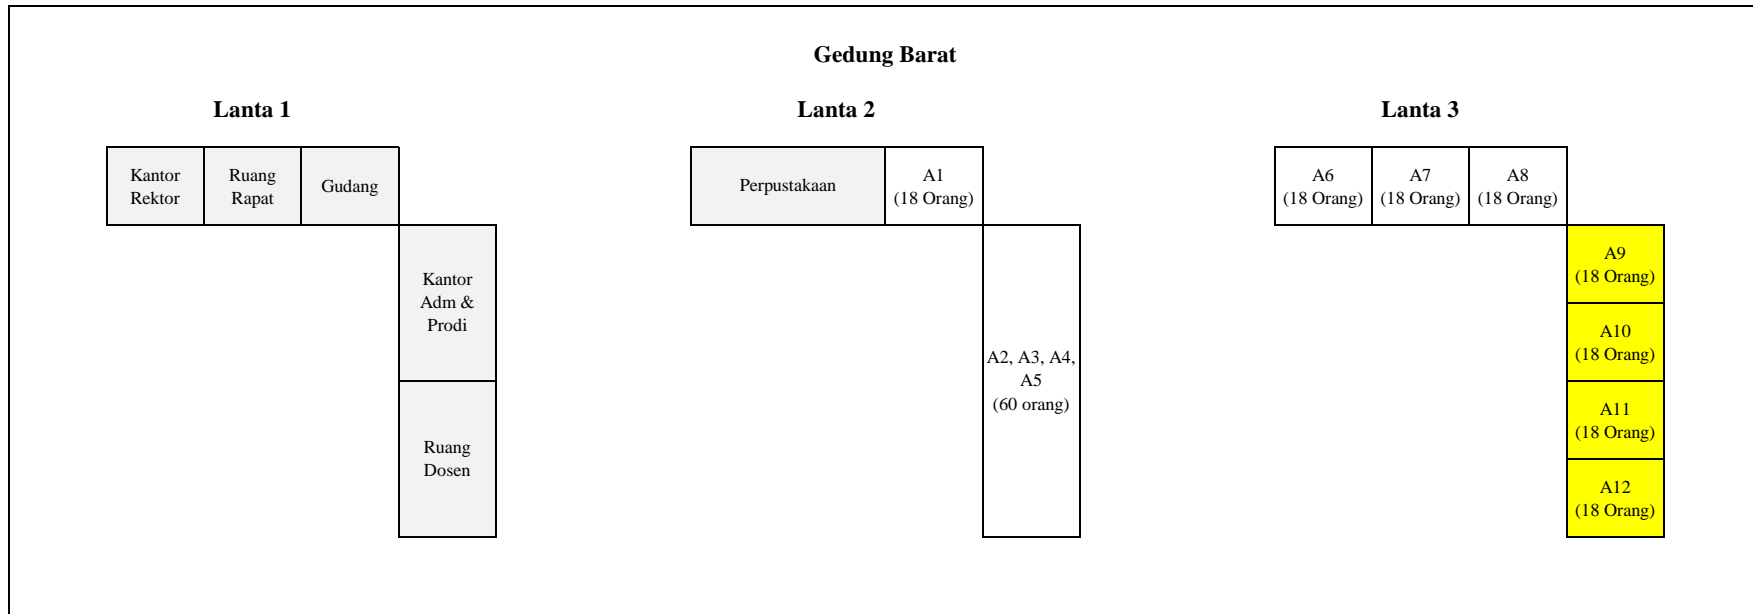 Gedung Barat
Lanta 1
Lanta 2
Lanta 3
Kantor
Rektor
Ruang
Rapat
Gudang
Kantor
Adm &
Prodi
Ruang
Dosen
Perpustakaan
A1
(18 Orang)
A2, A3, A4,
A5
(60 orang)
A6
(18 Orang)
A7
(18 Orang)
A8
(18 Orang)
A9
(18 Orang)
A10
(18 Orang)
A11
(18 Orang)
A12
(18 Orang)